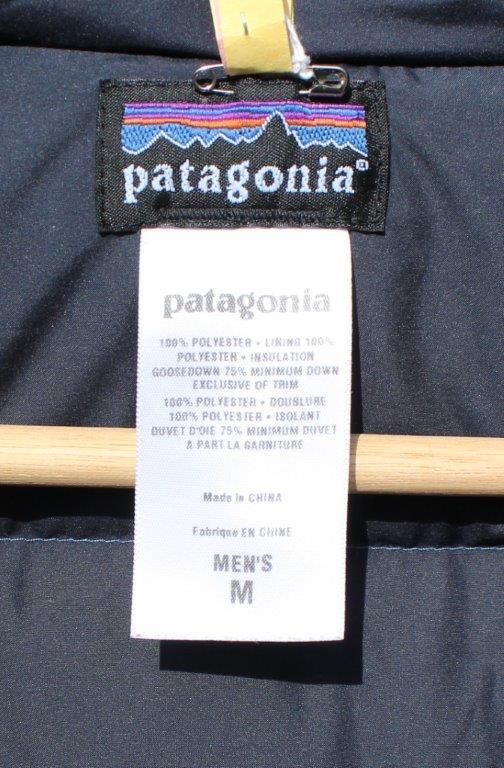 patagonia®
patagonia
100% POLYESTER • LINING 100%
POLYESTER • INSULATION
GOOSEDOWN 75% MINIMUM DOWN
EXCLUSIVE OF TRIM
100% POLYESTER • DOUBLURE
100% POLYESTER • ISOLANT
DUVET D'OIE 75% MINIMUM DUVET
A PART LA GARNITURE
Made in CHINA
Fabrique EN CHINE
MEN'S
M